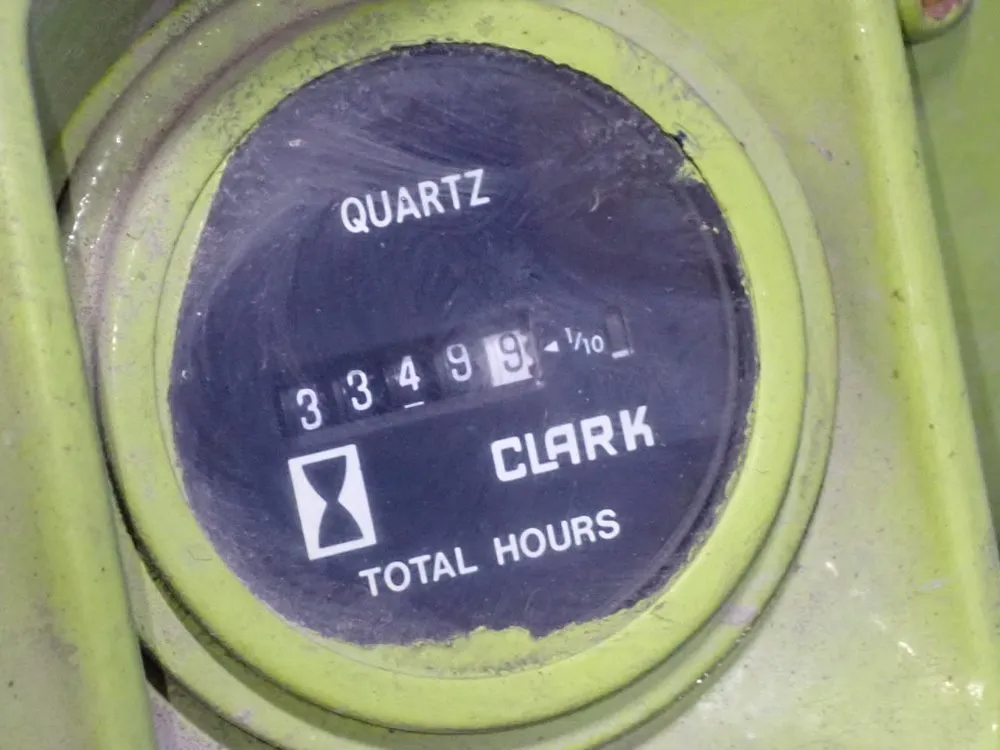 QUARTZ
33499 ◄ 1/10
CLARK
TOTAL HOURS